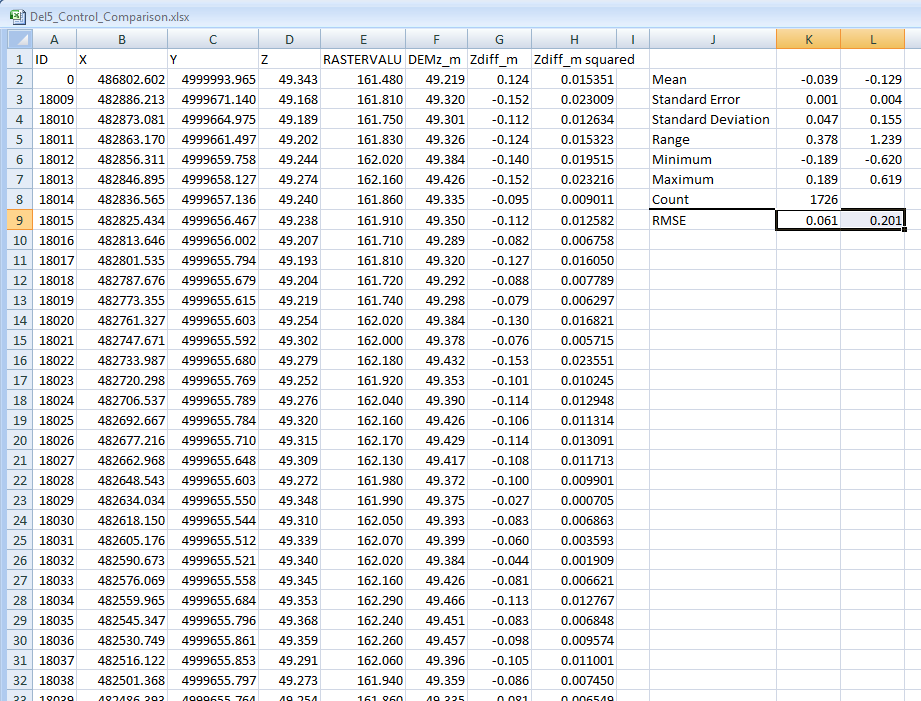 Del5_Control_Comparison.xlsx
A B C D E F G H I J K L
1 ID X Y Z RASTERVALU DEMz_m Zdiff_m Zdiff_m squared
2 0 486802.602 4999993.965 49.343 161.480 49.219 0.124 0.015351 Mean -0.039 -0.129
3 18009 482886.213 4999671.140 49.168 161.810 49.320 -0.152 0.023009 Standard Error 0.001 0.004
4 18010 482873.081 4999664.975 49.189 161.750 49.301 -0.112 0.012634 Standard Deviation 0.047 0.155
5 18011 482863.170 4999661.497 49.202 161.830 49.326 -0.124 0.015323 Range 0.378 1.239
6 18012 482856.311 4999659.758 49.244 162.020 49.384 -0.140 0.019515 Minimum -0.189 -0.620
7 18013 482846.895 4999658.127 49.274 162.160 49.426 -0.152 0.023216 Maximum 0.189 0.619
8 18014 482836.565 4999657.136 49.240 161.860 49.335 -0.095 0.009011 Count 1726
9 18015 482825.434 4999656.467 49.238 161.910 49.350 -0.112 0.012582 RMSE 0.061 0.201
10 18016 482813.646 4999656.002 49.207 161.710 49.289 -0.082 0.006758
11 18017 482801.535 4999655.794 49.193 161.810 49.320 -0.127 0.016050
12 18018 482787.676 4999655.679 49.204 161.720 49.292 -0.088 0.007789
13 18019 482773.355 4999655.615 49.219 161.740 49.298 -0.079 0.006297
14 18020 482761.327 4999655.603 49.254 162.020 49.384 -0.130 0.016821
15 18021 482747.671 4999655.592 49.302 162.000 49.378 -0.076 0.005715
16 18022 482733.987 4999655.680 49.279 162.180 49.432 -0.153 0.023551
17 18023 482720.298 4999655.769 49.252 161.920 49.353 -0.101 0.010245
18 18024 482706.537 4999655.789 49.276 162.040 49.390 -0.114 0.012948
19 18025 482692.667 4999655.784 49.320 162.160 49.426 -0.106 0.011314
20 18026 482677.216 4999655.710 49.315 162.170 49.429 -0.114 0.013091
21 18027 482662.968 4999655.648 49.309 162.130 49.417 -0.108 0.011713
22 18028 482648.543 4999655.603 49.272 161.980 49.372 -0.100 0.009901
23 18029 482634.034 4999655.550 49.348 161.990 49.375 -0.027 0.000705
24 18030 482618.150 4999655.544 49.310 162.050 49.393 -0.083 0.006863
25 18031 482605.176 4999655.512 49.339 162.070 49.399 -0.060 0.003593
26 18032 482590.673 4999655.521 49.340 162.020 49.384 -0.044 0.001909
27 18033 482576.069 4999655.558 49.345 162.160 49.426 -0.081 0.006621
28 18034 482559.965 4999655.684 49.353 162.290 49.466 -0.113 0.012767
29 18035 482545.347 4999655.796 49.368 162.240 49.451 -0.083 0.006848
30 18036 482530.749 4999655.861 49.359 162.260 49.457 -0.098 0.009574
31 18037 482516.122 4999655.853 49.291 162.060 49.396 -0.105 0.011001
32 18038 482501.368 4999655.797 49.273 161.940 49.359 -0.086 0.007450
33 18039 482486.393 4999655.764 49.254 161.860 49.335 0.081 0.006549